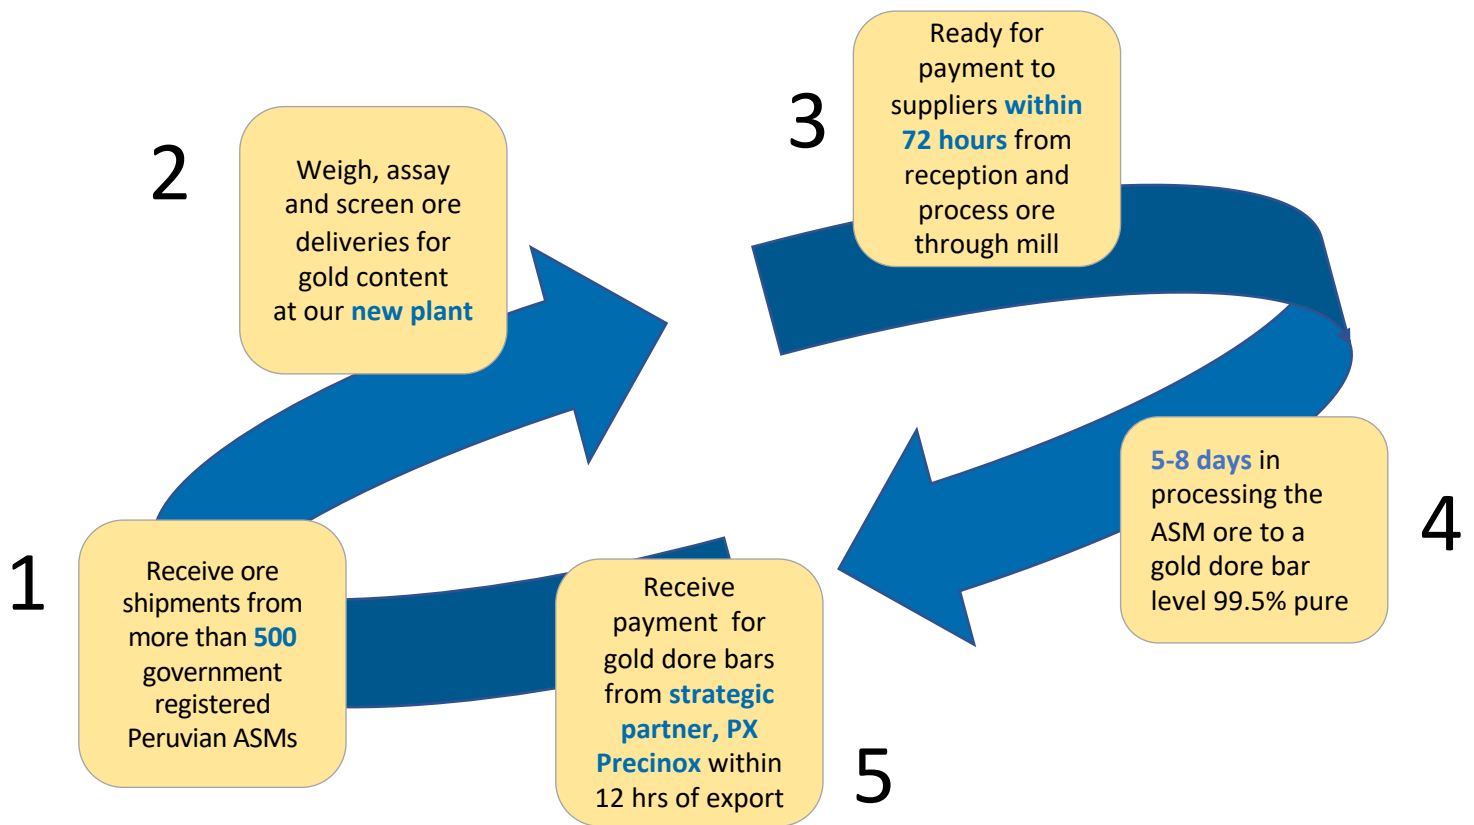 1
Receive ore
shipments from
more than 500
government
registered
Peruvian ASMs
2
Weigh, assay
and screen ore
deliveries for
gold content
at our new plant
3
Ready for
payment to
suppliers within
72 hours from
reception and
process ore
through mill
4
5-8 days in
processing the
ASM ore to a
gold dore bar
level 99.5% pure
5
Receive
payment for
gold dore bars
from strategic
partner, PX
Precinox within
12 hrs of export